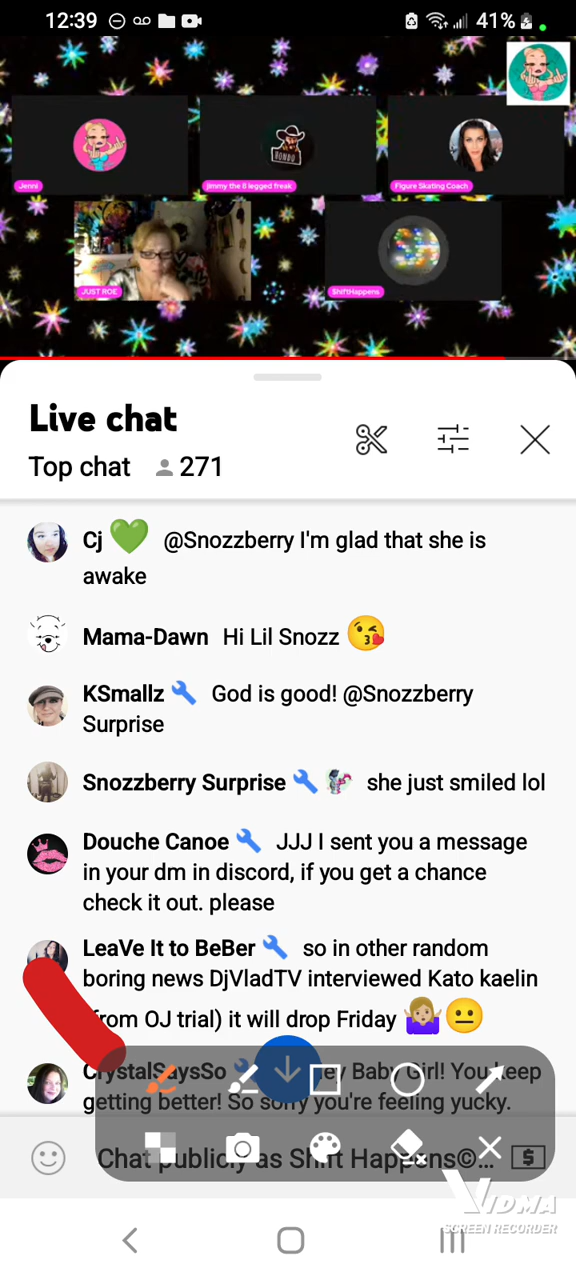 12:39
41%
Jenni
HONDO
jimmy the II legged freak
Figure Skating Coach
JUST ROE
ShiftHappens
Live chat
Top chat 271
Cj 💚 @Snozzberry I'm glad that she is
awake
Mama-Dawn Hi Lil Snozz 😘
KSmallz 🔧 God is good! @Snozzberry
Surprise
Snozzberry Surprise 🔧 she just smiled lol
Douche Canoe 🔧 JJJ I sent you a message
in your dm in discord, if you get a chance
check it out. please
LeaVe It to BeBer 🔧 so in other random
boring news DjVladTV interviewed Kato kaelin
from OJ trial) it will drop Friday 🤷🏼‍♀️😐
CrystalSaysSo 🔧 Hey Baby Girl! You keep
getting better! So sorry you're feeling yucky.
Chat publicly as Shift Happens©...
VIDMA
SCREEN RECORDER